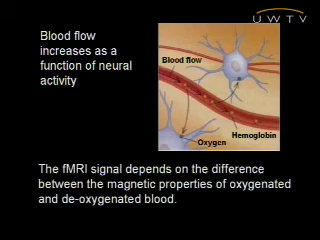 UWTV
Blood flow
increases as a
function of neural
activity
Blood flow
Hemoglobin
Oxygen
The fMRI signal depends on the difference
between the magnetic properties of oxygenated
and de-oxygenated blood.